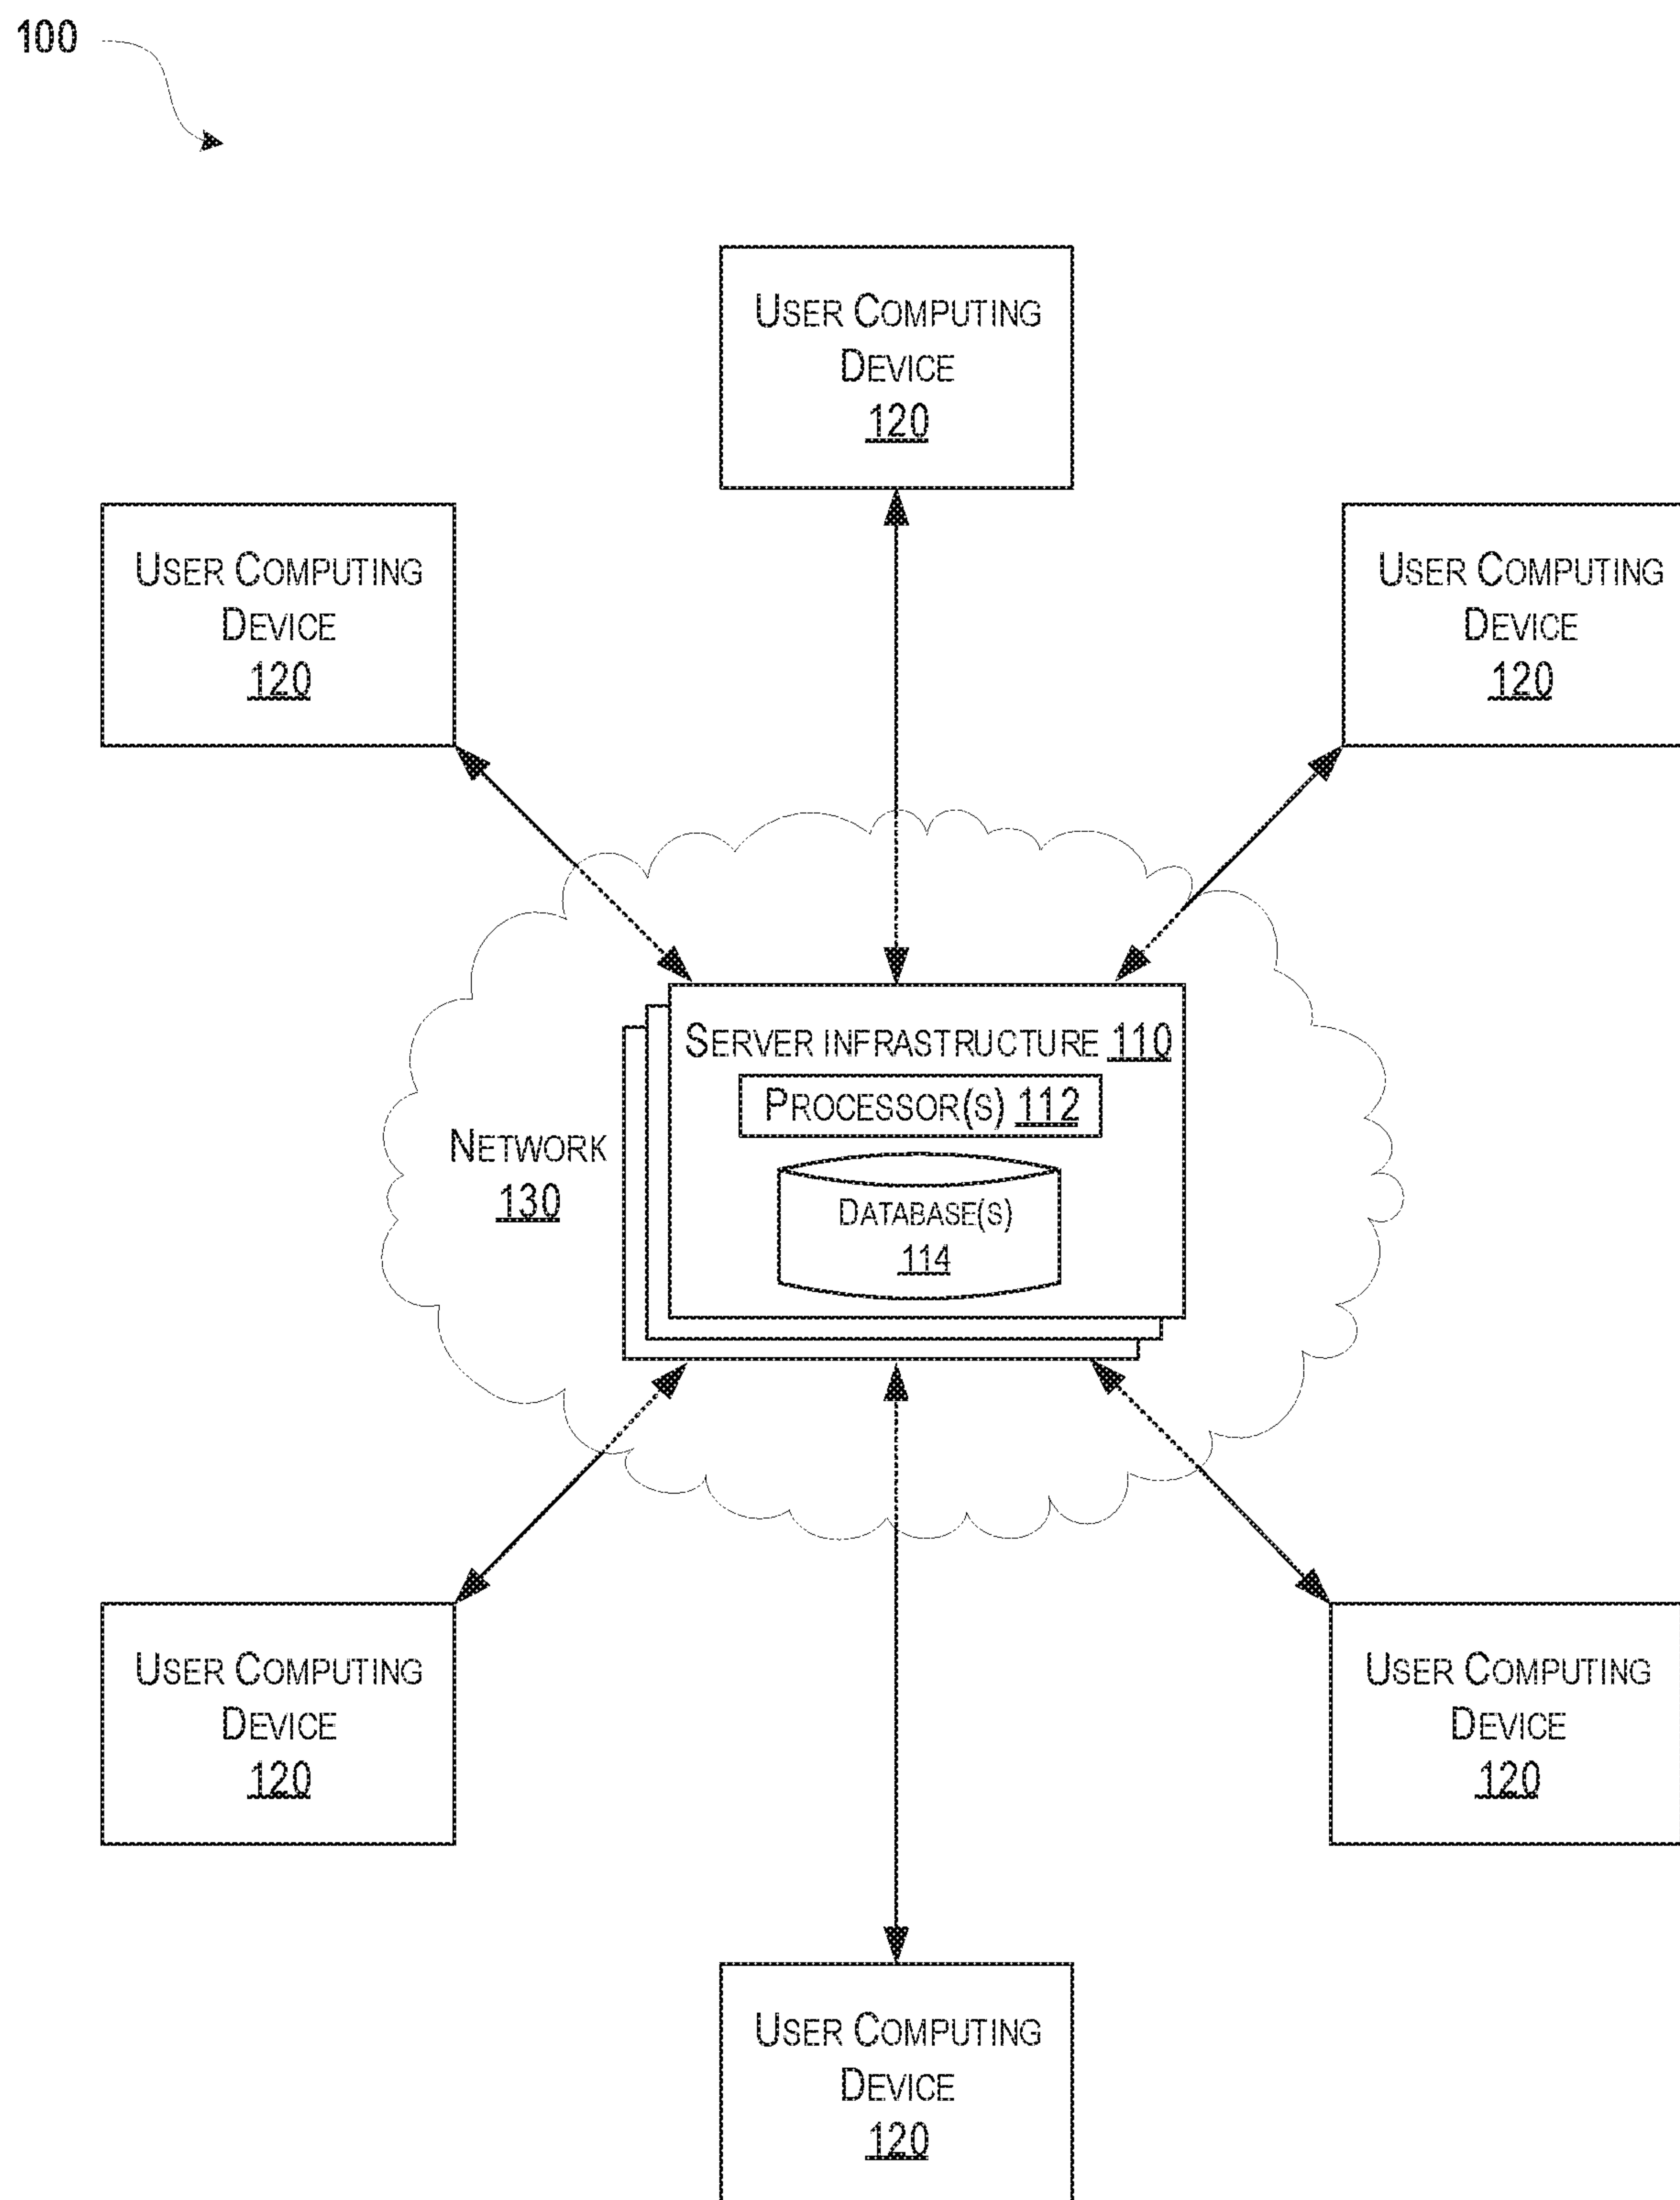 100
USER COMPUTING
DEVICE
120
USER COMPUTING
DEVICE
120
USER COMPUTING
DEVICE
120
SERVER INFRASTRUCTURE 110
PROCESSOR(S) 112
NETWORK
130
DATABASE(S)
114
USER COMPUTING
DEVICE
120
USER COMPUTING
DEVICE
120
USER COMPUTING
DEVICE
120